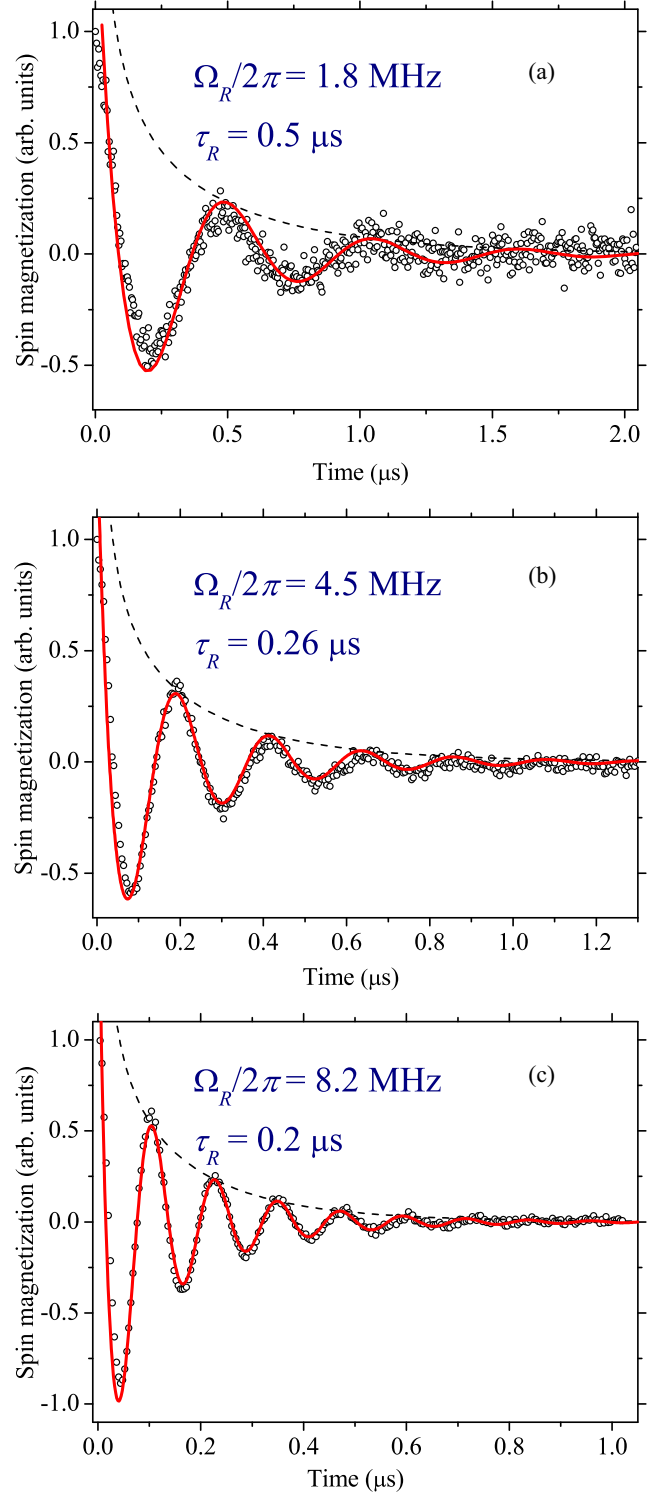 1.0
0.5
0.0
-0.5
Spin magnetization (arb. units)
Ω_R/2π = 1.8 MHz
(a)
τ_R = 0.5 μs
0.0 0.5 1.0 1.5 2.0
Time (μs)
1.0
0.5
0.0
-0.5
Spin magnetization (arb. units)
Ω_R/2π = 4.5 MHz
(b)
τ_R = 0.26 μs
0.0 0.2 0.4 0.6 0.8 1.0 1.2
Time (μs)
1.0
0.5
0.0
-0.5
-1.0
Spin magnetization (arb. units)
Ω_R/2π = 8.2 MHz
(c)
τ_R = 0.2 μs
0.0 0.2 0.4 0.6 0.8 1.0
Time (μs)